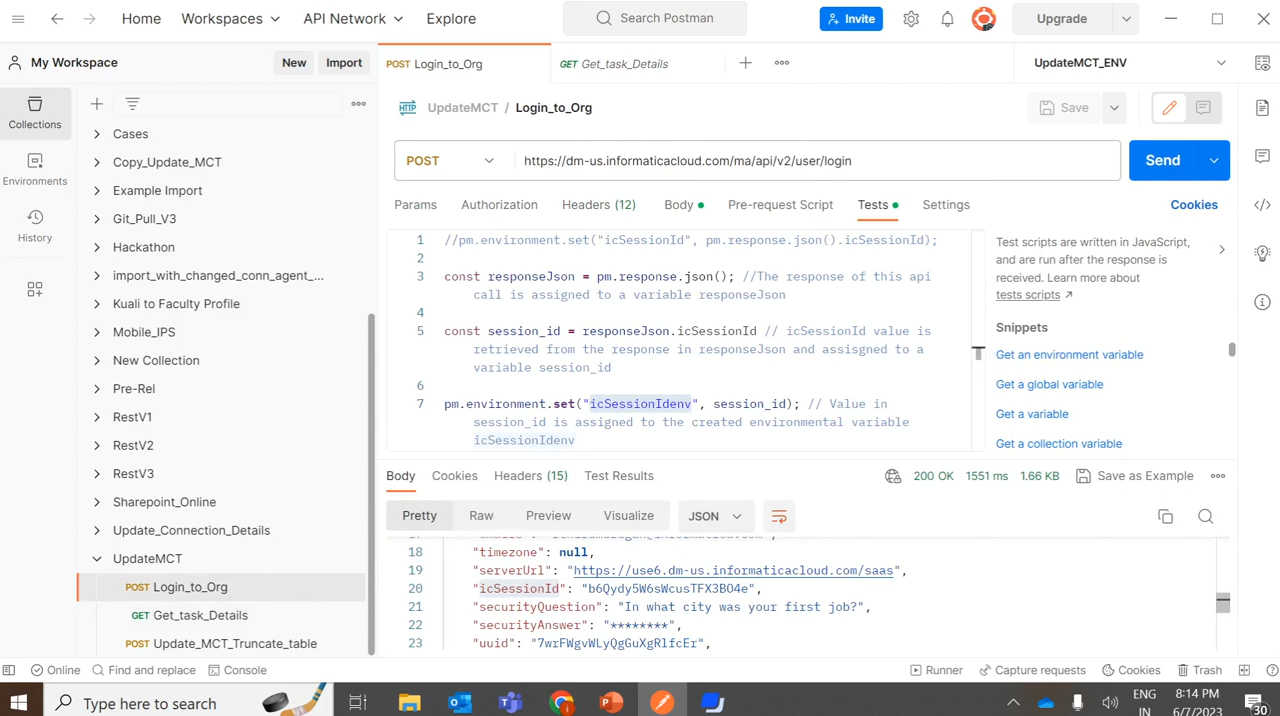 Home Workspaces API Network Explore Search Postman Invite Upgrade
My Workspace New Import POST Login_to_Org GET Get_task_Details UpdateMCT_ENV
Collections
Environments
History
Cases
Copy_Update_MCT
Example Import
Git_Pull_V3
Hackathon
import_with_changed_conn_agent_...
Kuali to Faculty Profile
Mobile_IPS
New Collection
Pre-Rel
RestV1
RestV2
RestV3
Sharepoint_Online
Update_Connection_Details
UpdateMCT
POST Login_to_Org
GET Get_task_Details
POST Update_MCT_Truncate_table
HTTP UpdateMCT / Login_to_Org Save
POST https://dm-us.informaticacloud.com/ma/api/v2/user/login Send
Params Authorization Headers (12) Body Pre-request Script Tests Settings Cookies
1 //pm.environment.set("icSessionId", pm.response.json().icSessionId);
2
3 const responseJson = pm.response.json(); //The response of this api
call is assigned to a variable responseJson
4
5 const session_id = responseJson.icSessionId // icSessionId value is
retrieved from the response in responseJson and assisgned to a
variable session_id
6
7 pm.environment.set("icSessionIdenv", session_id); // Value in
session_id is assigned to the created environmental variable
icSessionIdenv
Test scripts are written in JavaScript,
and are run after the response is
received. Learn more about
tests scripts ↗
Snippets
Get an environment variable
Get a global variable
Get a variable
Get a collection variable
Body Cookies Headers (15) Test Results 200 OK 1551 ms 1.66 KB Save as Example
Pretty Raw Preview Visualize JSON
18 "timezone": null,
19 "serverUrl": "https://use6.dm-us.informaticacloud.com/saas",
20 "icSessionId": "b6Qydy5W6sWcusTFX3BO4e",
21 "securityQuestion": "In what city was your first job?",
22 "securityAnswer": "********",
23 "uuid": "7wrFWgvWLyQgGuXgRlfcEr",
Online Find and replace Console Runner Capture requests Cookies Trash
Type here to search ENG IN 8:14 PM 6/7/2023 30